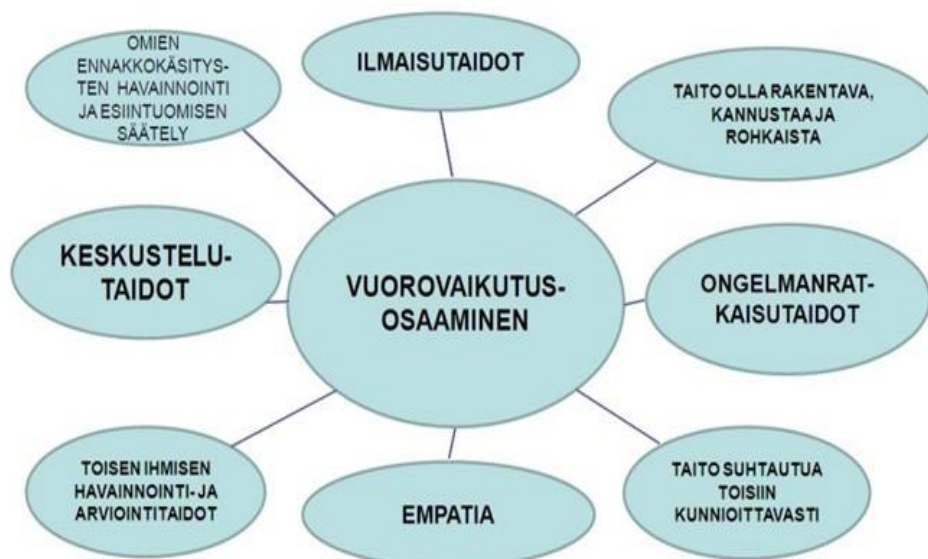 OMIEN
ENNAKKOKÄSITYS-
TEN HAVAINNOINTI
JA ESIINTUOMISEN
SÄÄTELY
ILMAISUTAIDOT
TAITO OLLA RAKENTAVA,
KANNUSTAA JA
ROHKAISTA
KESKUSTELU-
TAIDOT
VUOROVAIKUTUS-
OSAAMINEN
ONGELMANRAT-
KAISUTAIDOT
TOISEN IHMISEN
HAVAINNOINTI- JA
ARVIOINTITAIDOT
EMPATIA
TAITO SUHTAUTUA
TOISIIN
KUNNIOITTAVASTI